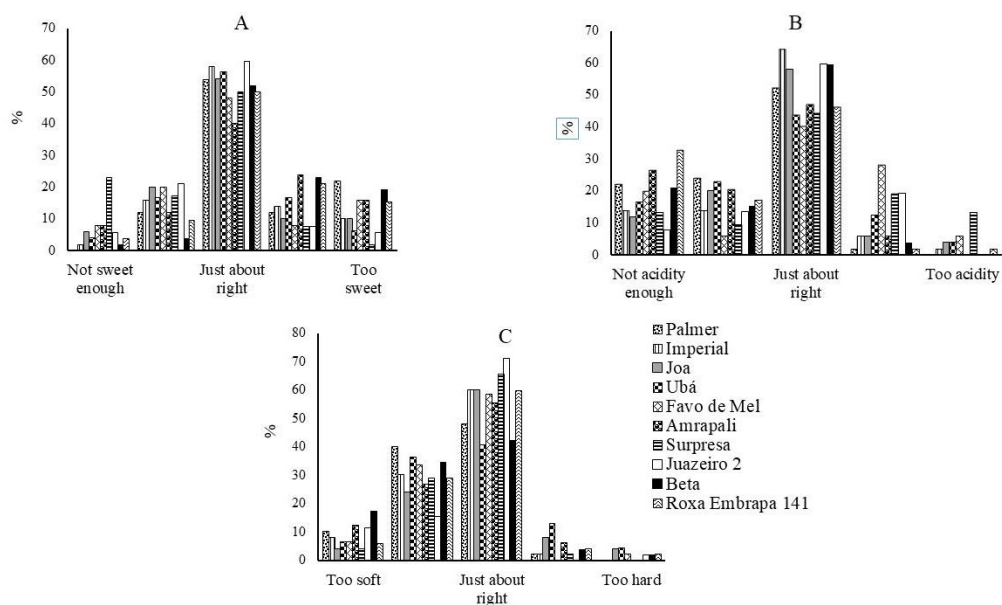 A
70
60
50
40
30
20
10
0
%
Not sweet
enough
Just about
right
Too
sweet
B
70
60
50
40
30
20
10
0
%
Not acidity
enough
Just about
right
Too acidity
C
80
70
60
50
40
30
20
10
0
%
Too soft
Just about
right
Too hard
Palmer
Imperial
Joa
Ubá
Favo de Mel
Amrapali
Surpresa
Juazeiro 2
Beta
Roxa Embrapa 141